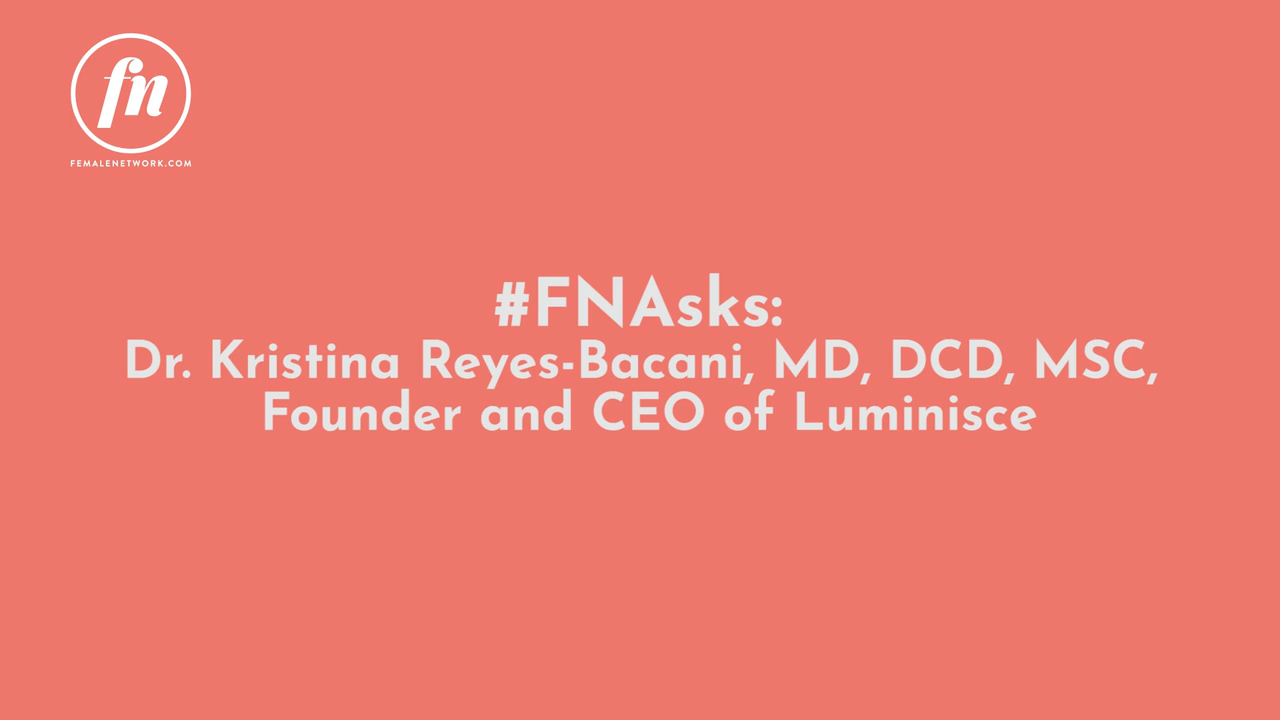 fn
FEMALENETWORK.COM
#FNAsks:
Dr. Kristina Reyes-Bacani, MD, DCD, MSC,
Founder and CEO of Luminisce